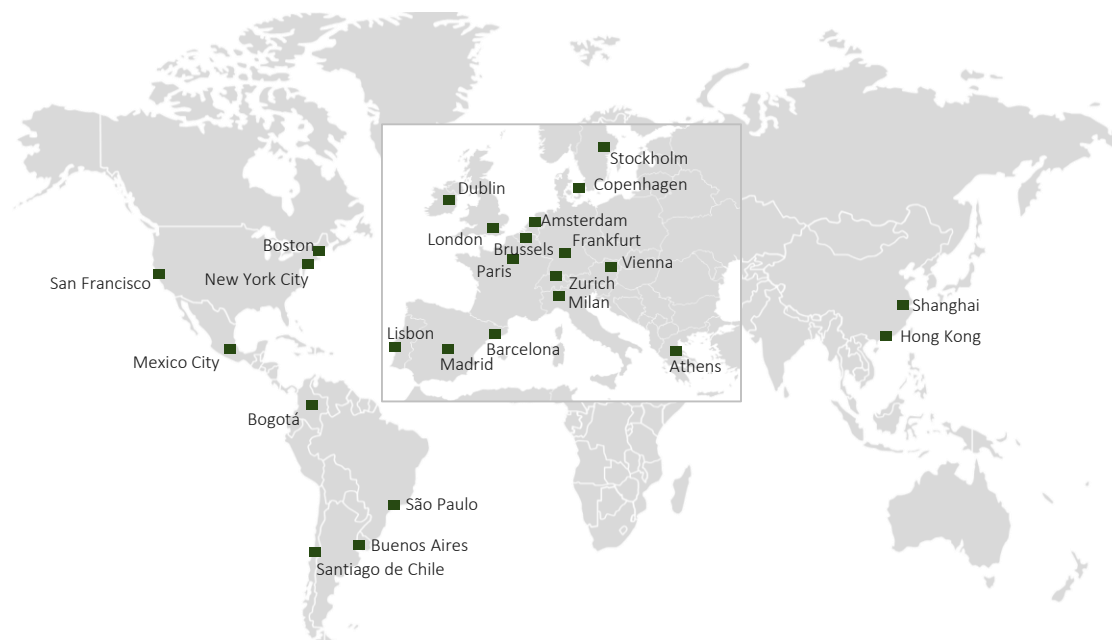 Stockholm
Copenhagen
Dublin
Amsterdam
London
Brussels
Frankfurt
Paris
Vienna
Zurich
Milan
Lisbon
Barcelona
Madrid
Athens
Boston
New York City
San Francisco
Mexico City
Bogotá
São Paulo
Buenos Aires
Santiago de Chile
Shanghai
Hong Kong